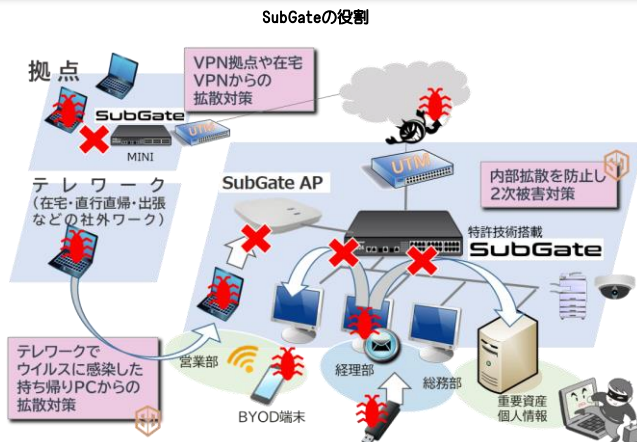 SubGateの役割
拠点
VPN拠点や在宅
VPNからの
拡散対策
SubGate
MINI
UTM
UTM
テレワーク
(在宅・直行直帰・出張
などの社外ワーク)
SubGate AP
内部拡散を防止し
2次被害対策
特許技術搭載
SubGate
テレワークで
ウイルスに感染した
持ち帰りPCからの
拡散対策
営業部
BYOD端末
経理部
総務部
重要資産
個人情報